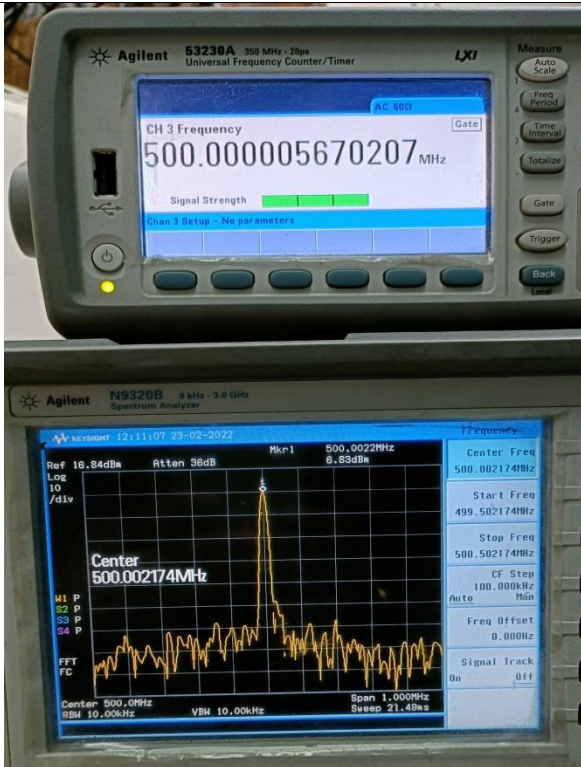 Agilent 53230A 350 MHz - 20ps
Universal Frequency Counter/Timer
LXI
Measure
Auto Scale
Freq Period
Time Interval
Totalize
Gate
Trigger
Back
Local
AC 50Ω
CH 3 Frequency
Gate
500.000005670207 MHz
Signal Strength
Chan 3 Setup - No parameters
Agilent N9320B 9 kHz - 3.0 GHz
Spectrum Analyzer
KEYSIGHT 12:11:07 23-02-2022
Frequency
Mkr1 500.0022MHz
Ref 16.84dBm Atten 36dB 6.83dBm
Log
10
/div
1
Center
500.002174MHz
W1 P
S2 P
S3 P
S4 P
FFT
FC
Center 500.0MHz Span 1.000MHz
RBW 10.00kHz VBW 10.00kHz Sweep 21.49ms
Center Freq
500.002174MHz
Start Freq
499.502174MHz
Stop Freq
500.502174MHz
CF Step
100.000kHz
Auto Man
Freq Offset
0.000Hz
Signal Track
On Off